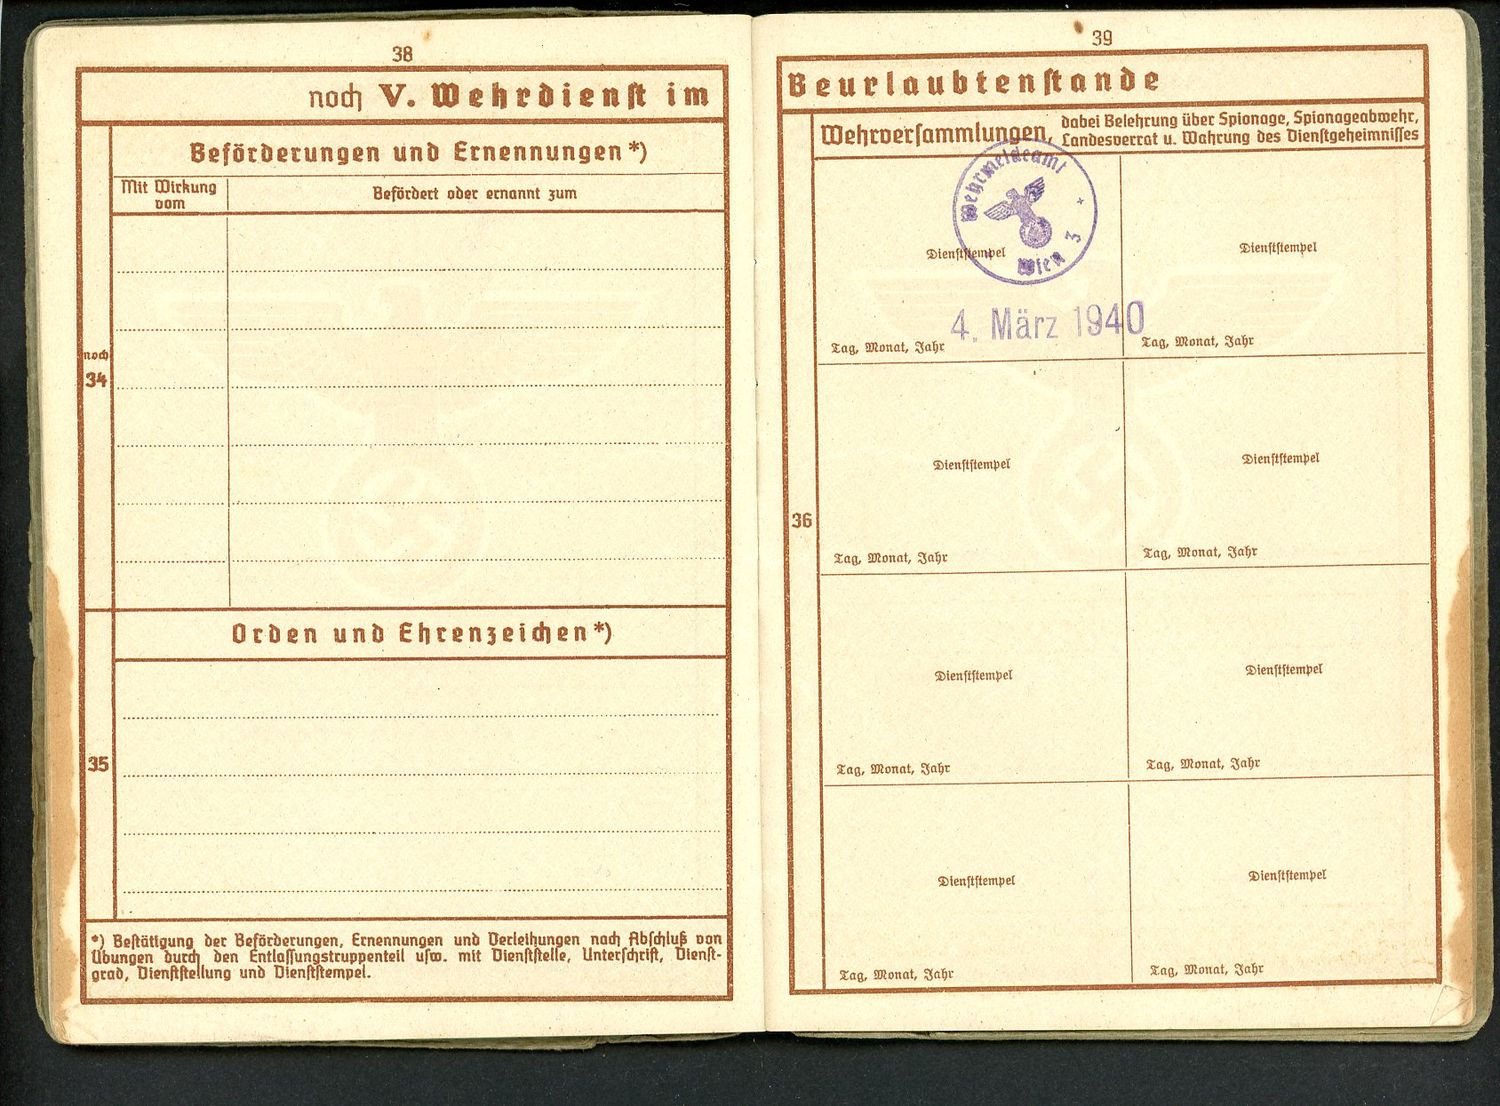 38
noch V. Wehrdienst im
Beförderungen und Ernennungen*)
Mit Wirkung
vom
Befördert oder ernannt zum
noch
34
Orden und Ehrenzeichen*)
35
*) Bestätigung der Beförderungen, Ernennungen und Verleihungen nach Abschluß von
Übungen durch den Entlassungstruppenteil usw. mit Dienststelle, Unterschrift, Dienst-
grad, Dienststellung und Dienststempel.
39
Beurlaubtenstande
Wehrversammlungen,
dabei Belehrung über Spionage, Spionageabwehr,
Landesverrat u. Wahrung des Dienstgeheimnisses
Wehrmeldeamt
Wien 3
Dienststempel
Dienststempel
4. März 1940
Tag, Monat, Jahr
Tag, Monat, Jahr
Dienststempel
Dienststempel
36
Tag, Monat, Jahr
Tag, Monat, Jahr
Dienststempel
Dienststempel
Tag, Monat, Jahr
Tag, Monat, Jahr
Dienststempel
Dienststempel
Tag, Monat, Jahr
Tag, Monat, Jahr